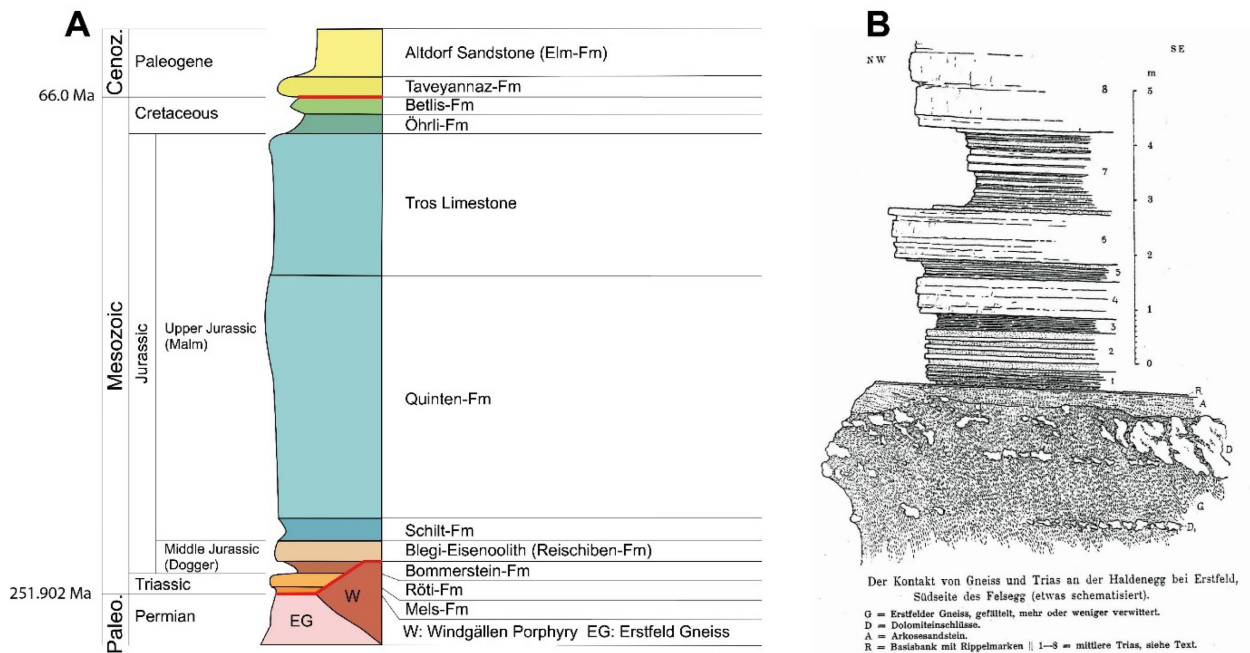 A
Cenoz.
Paleogene
Altdorf Sandstone (Elm-Fm)
Taveyannaz-Fm
66.0 Ma
Cretaceous
Betlis-Fm
Öhrli-Fm
Mesozoic
Jurassic
Upper Jurassic
(Malm)
Tros Limestone
Quinten-Fm
Schilt-Fm
Middle Jurassic
(Dogger)
Blegi-Eisenoolith (Reischiben-Fm)
Bommerstein-Fm
Triassic
Röti-Fm
251.902 Ma
Mels-Fm
Paleo.
Permian
EG
W
W: Windgällen Porphyry EG: Erstfeld Gneiss
B
NW
SE
m
8
5
4
7
3
6
2
5
4
1
3
2
0
1
R
A
D
G
D
Der Kontakt von Gneiss und Trias an der Haldenegg bei Erstfeld,
Südseite des Felsegg (etwas schematisiert).
G = Erstfelder Gneiss, gefältelt, mehr oder weniger verwittert.
D = Dolomiteinschlüsse.
A = Arkosesandstein.
R = Basisbank mit Rippelmarken || 1—8 = mittlere Trias, siehe Text.